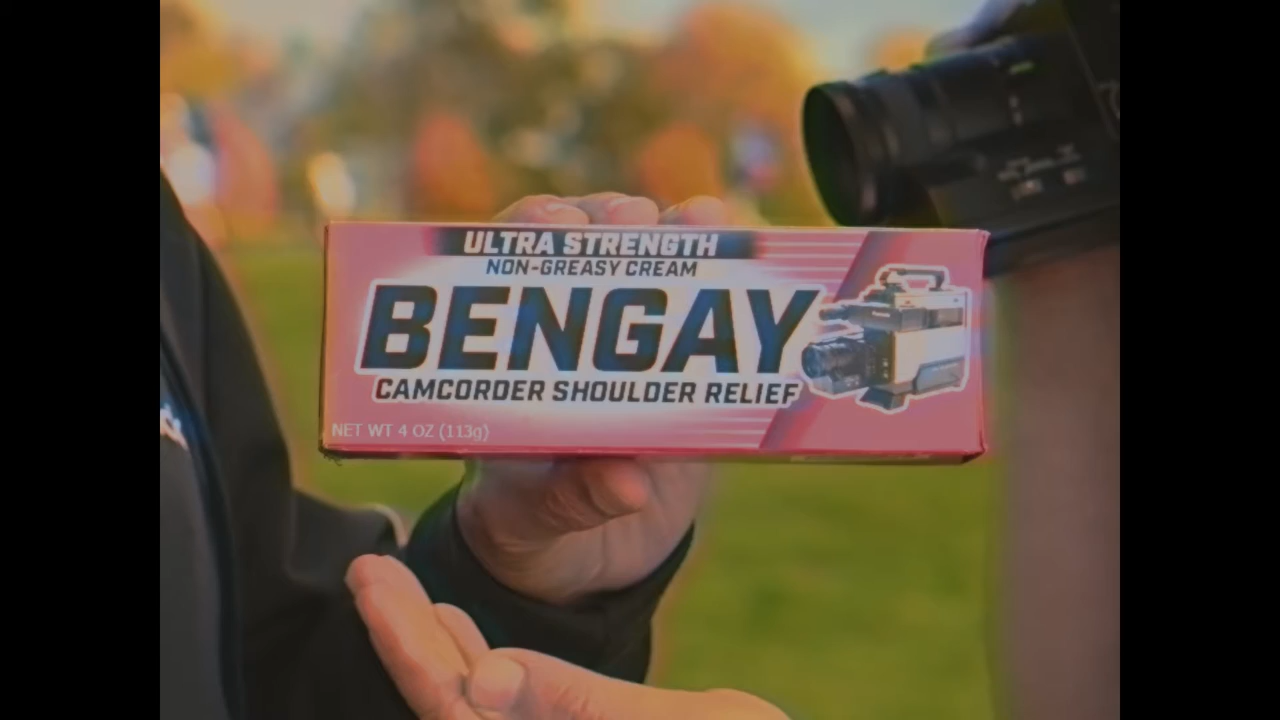 ULTRA STRENGTH
NON-GREASY CREAM
BENGAY
CAMCORDER SHOULDER RELIEF
NET WT 4 OZ (113g)